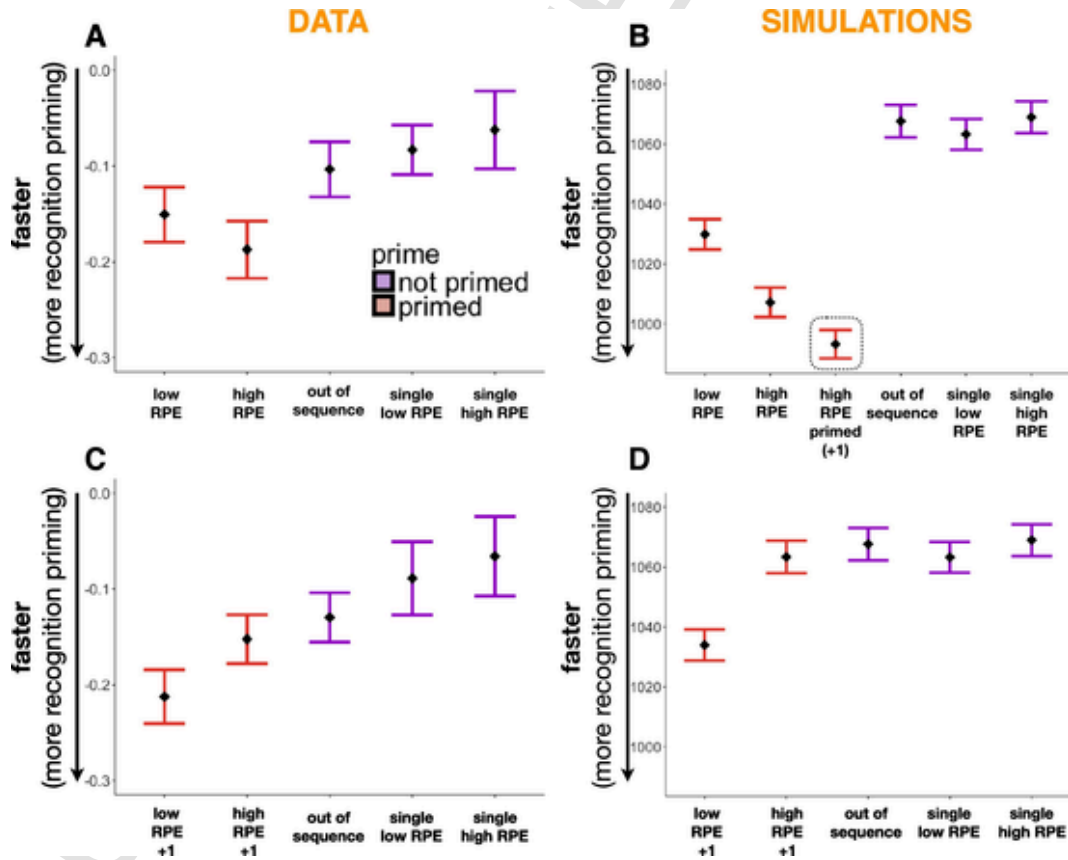 DATA
SIMULATIONS
A
faster
(more recognition priming)
0.0
-0.1
-0.2
-0.3
prime
not primed
primed
low
RPE
high
RPE
out of
sequence
single
low RPE
single
high RPE
B
faster
(more recognition priming)
1080
1060
1040
1020
1000
low
RPE
high
RPE
high
RPE
primed
(+1)
out of
sequence
single
low
RPE
single
high
RPE
C
faster
(more recognition priming)
0.0
-0.1
-0.2
-0.3
low
RPE
+1
high
RPE
+1
out of
sequence
single
low RPE
single
high RPE
D
faster
(more recognition priming)
1080
1060
1040
1020
1000
low
RPE
+1
high
RPE
+1
out of
sequence
single
low RPE
single
high RPE